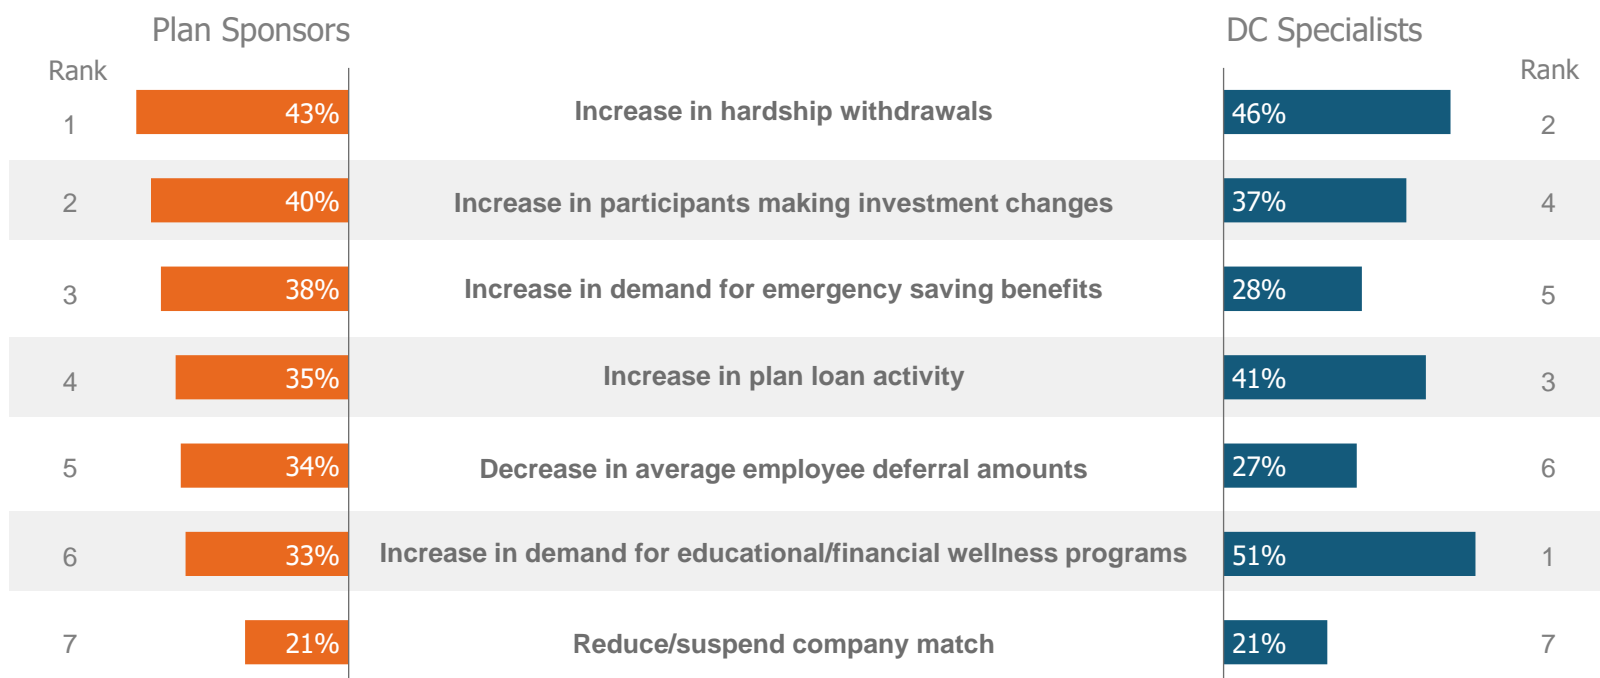 Plan Sponsors DC Specialists
Rank Rank
1 43% Increase in hardship withdrawals 46% 2
2 40% Increase in participants making investment changes 37% 4
3 38% Increase in demand for emergency saving benefits 28% 5
4 35% Increase in plan loan activity 41% 3
5 34% Decrease in average employee deferral amounts 27% 6
6 33% Increase in demand for educational/financial wellness programs 51% 1
7 21% Reduce/suspend company match 21% 7